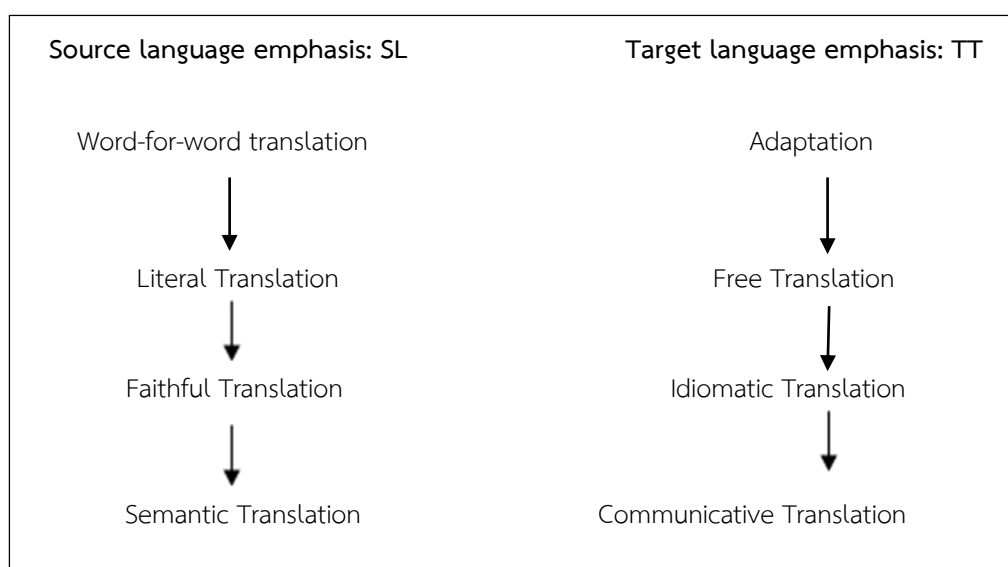 Source language emphasis: SL
Target language emphasis: TT
Word-for-word translation
Adaptation
Literal Translation
Free Translation
Faithful Translation
Idiomatic Translation
Semantic Translation
Communicative Translation